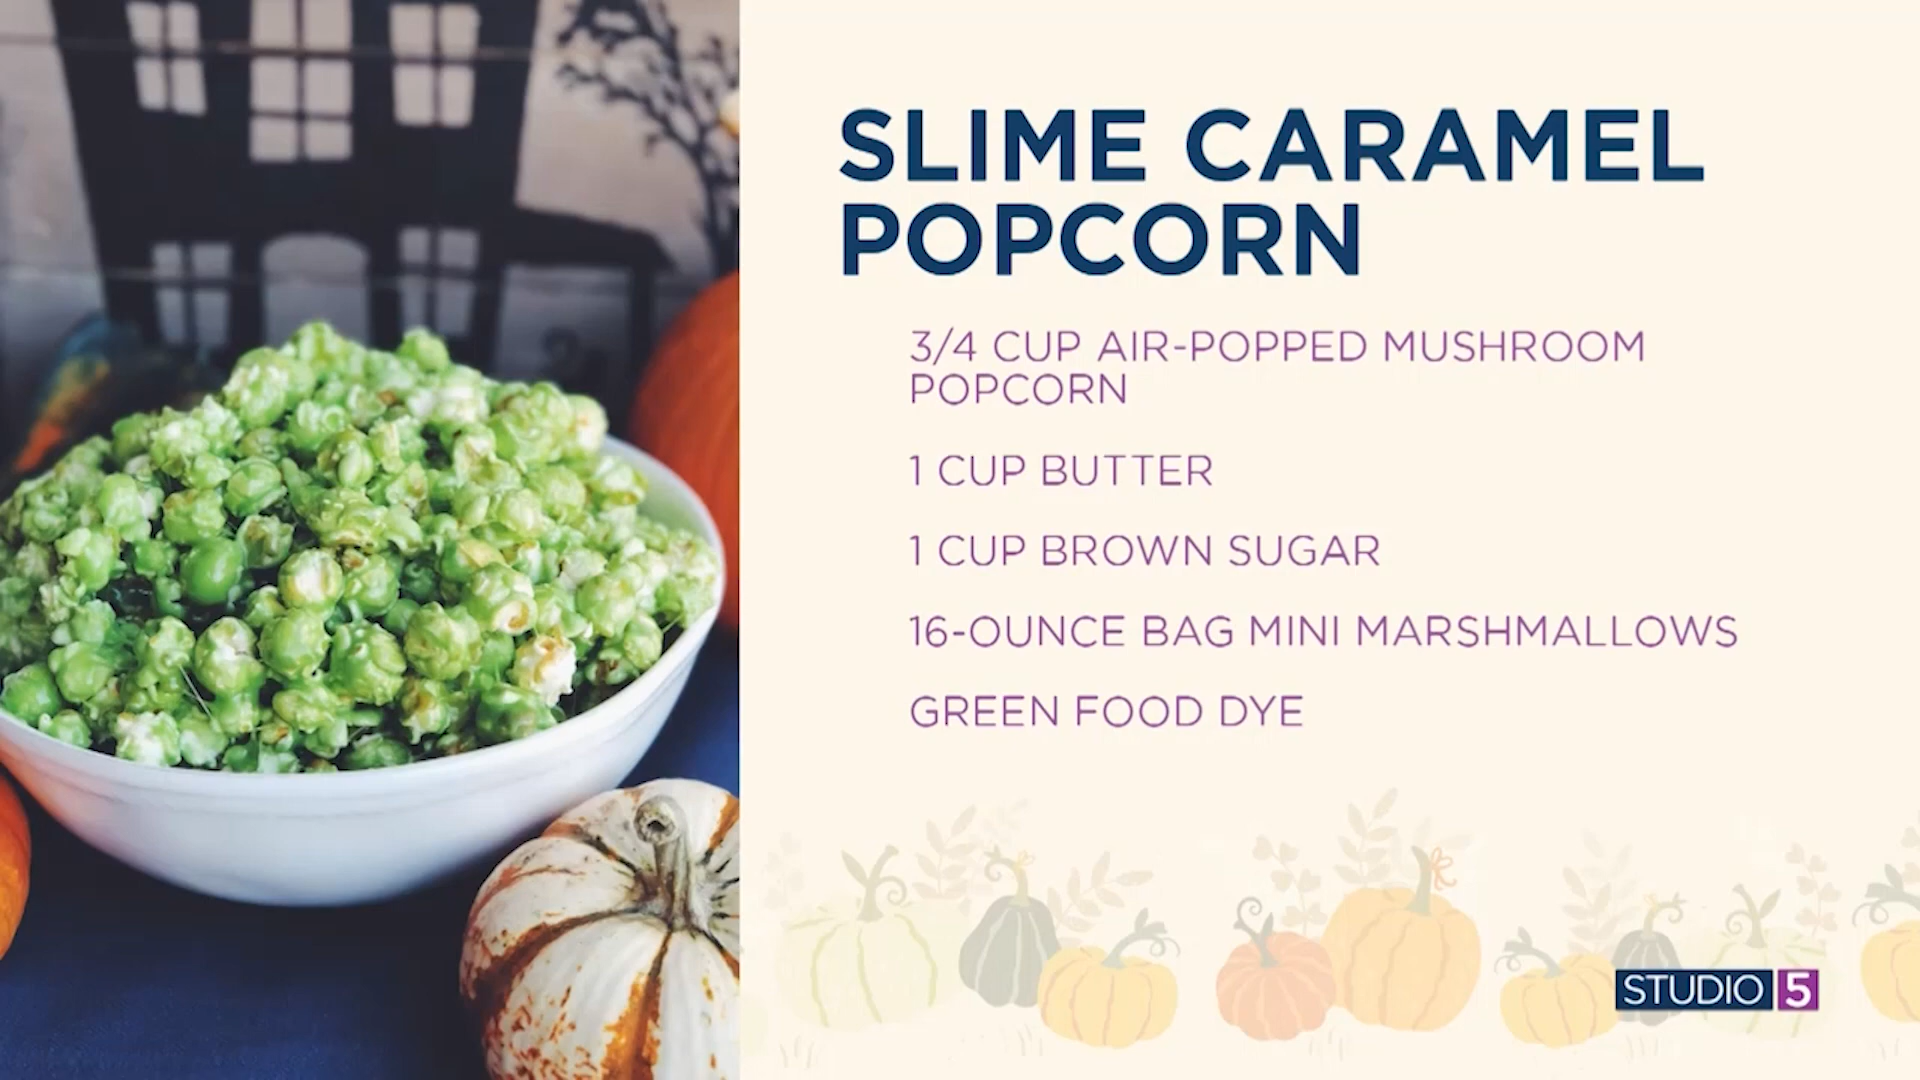 SLIME CARAMEL
POPCORN
3/4 CUP AIR-POPPED MUSHROOM
POPCORN
1 CUP BUTTER
1 CUP BROWN SUGAR
16-OUNCE BAG MINI MARSHMALLOWS
GREEN FOOD DYE
STUDIO 5